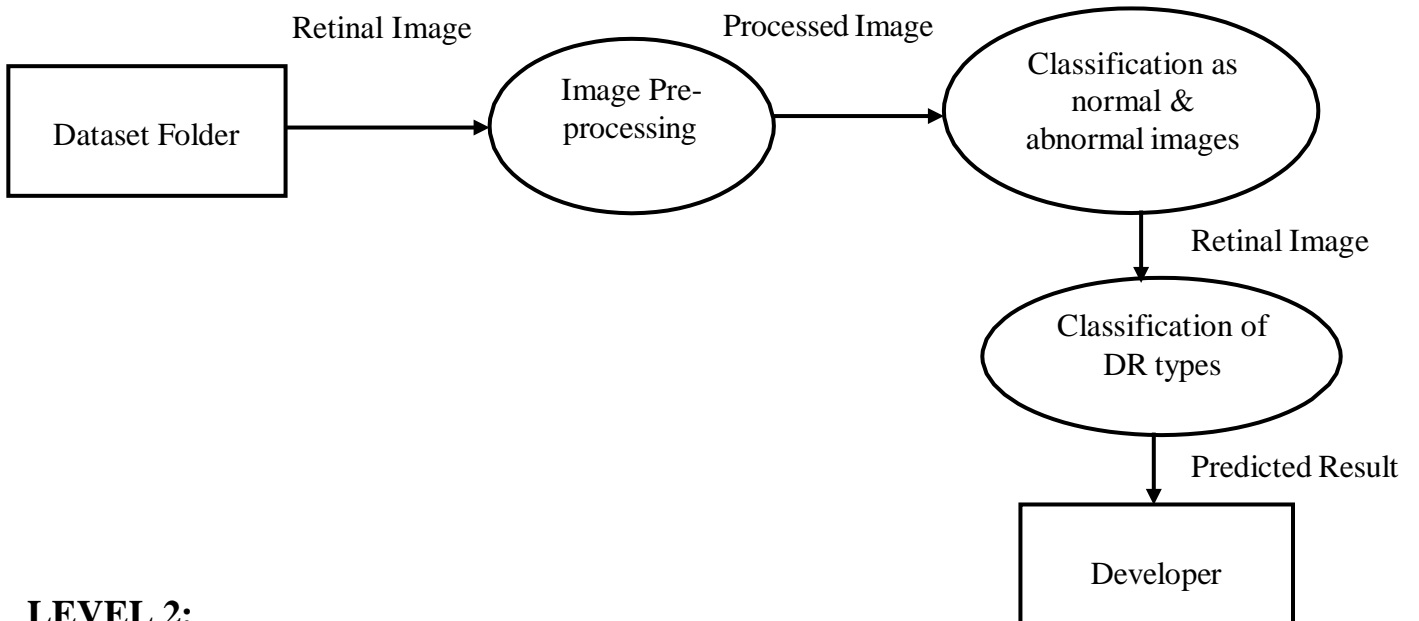 Retinal Image
Processed Image
Dataset Folder
Image Pre-
processing
Classification as
normal &
abnormal images
Retinal Image
Classification of
DR types
Predicted Result
Developer
LEVEL 2: